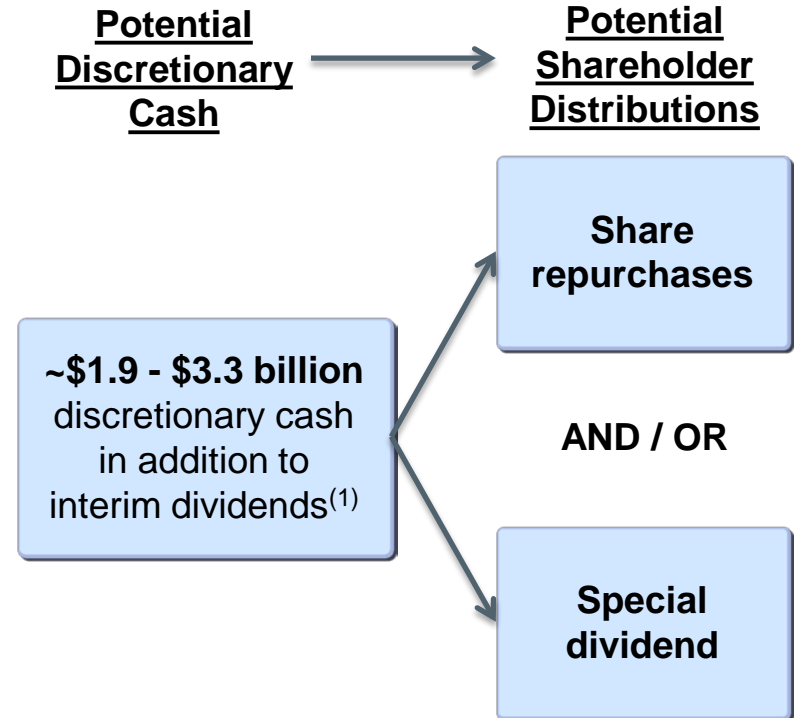 Potential
Discretionary
Cash
Potential
Shareholder
Distributions
Share
repurchases
~$1.9 - $3.3 billion
discretionary cash
in addition to
interim dividends(1)
AND / OR
Special
dividend